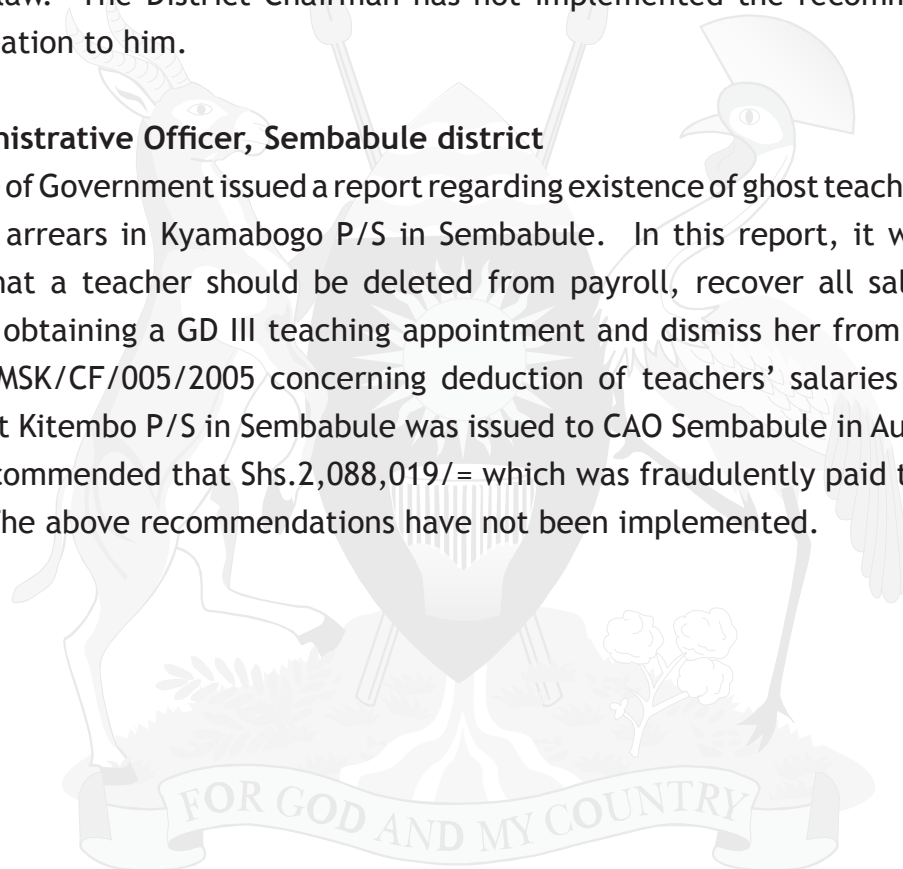 law. The District Chairman has not implemented the recomm
ation to him.
nistrative Officer, Sembabule district
of Government issued a report regarding existence of ghost teach
arrears in Kyamabogo P/S in Sembabule. In this report, it w
hat a teacher should be deleted from payroll, recover all sal
obtaining a GD III teaching appointment and dismiss her from
MSK/CF/005/2005 concerning deduction of teachers’ salaries
t Kitembo P/S in Sembabule was issued to CAO Sembabule in Au
commended that Shs.2,088,019/= which was fraudulently paid t
The above recommendations have not been implemented.
FOR GOD AND MY COUNTRY